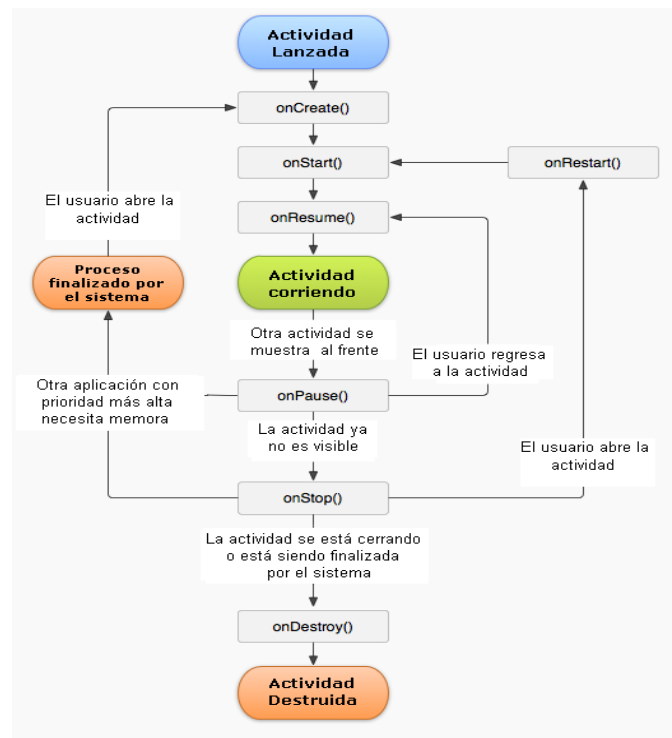 Actividad
Lanzada
onCreate()
onStart()
onRestart()
El usuario abre la
actividad
onResume()
Proceso
finalizado por
el sistema
Actividad
corriendo
Otra actividad se
muestra al frente
El usuario regresa
a la actividad
Otra aplicación con
prioridad más alta
necesita memora
onPause()
La actividad ya
no es visible
El usuario abre la
actividad
onStop()
La actividad se está cerrando
o está siendo finalizada
por el sistema
onDestroy()
Actividad
Destruida